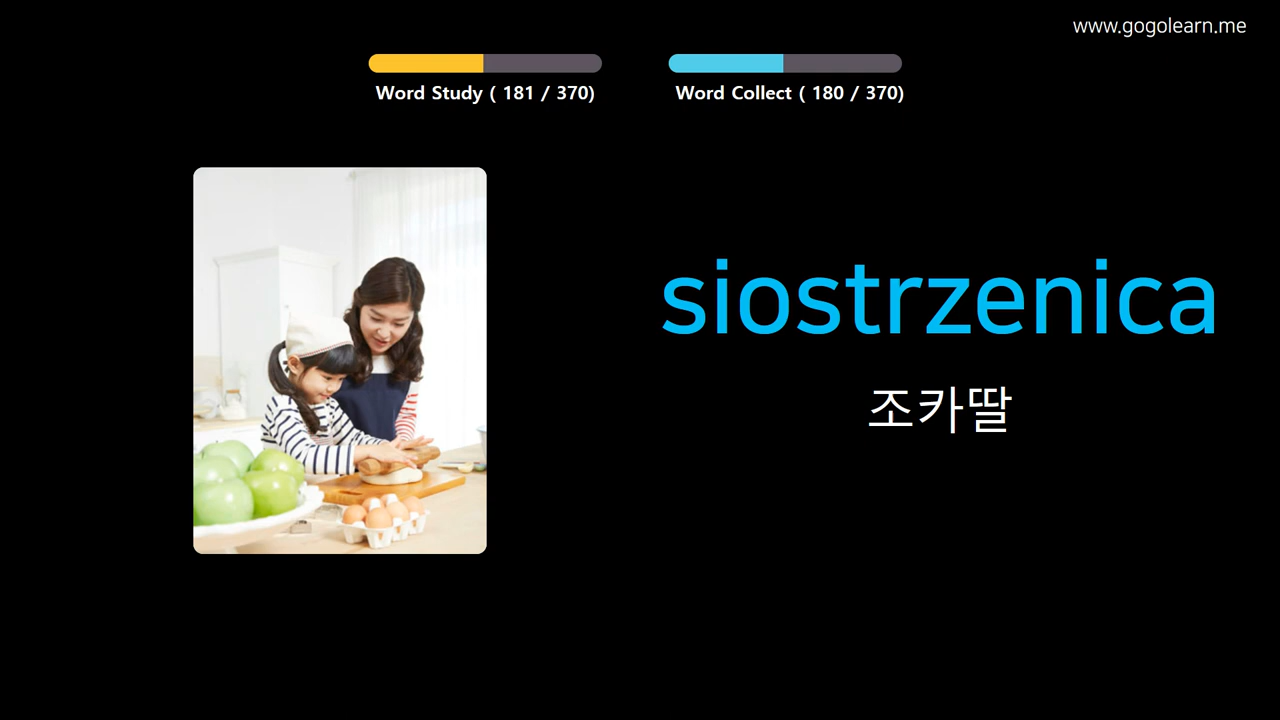 www.gogolearn.me
Word Study ( 181 / 370)
Word Collect ( 180 / 370)
siostrzenica
조카딸